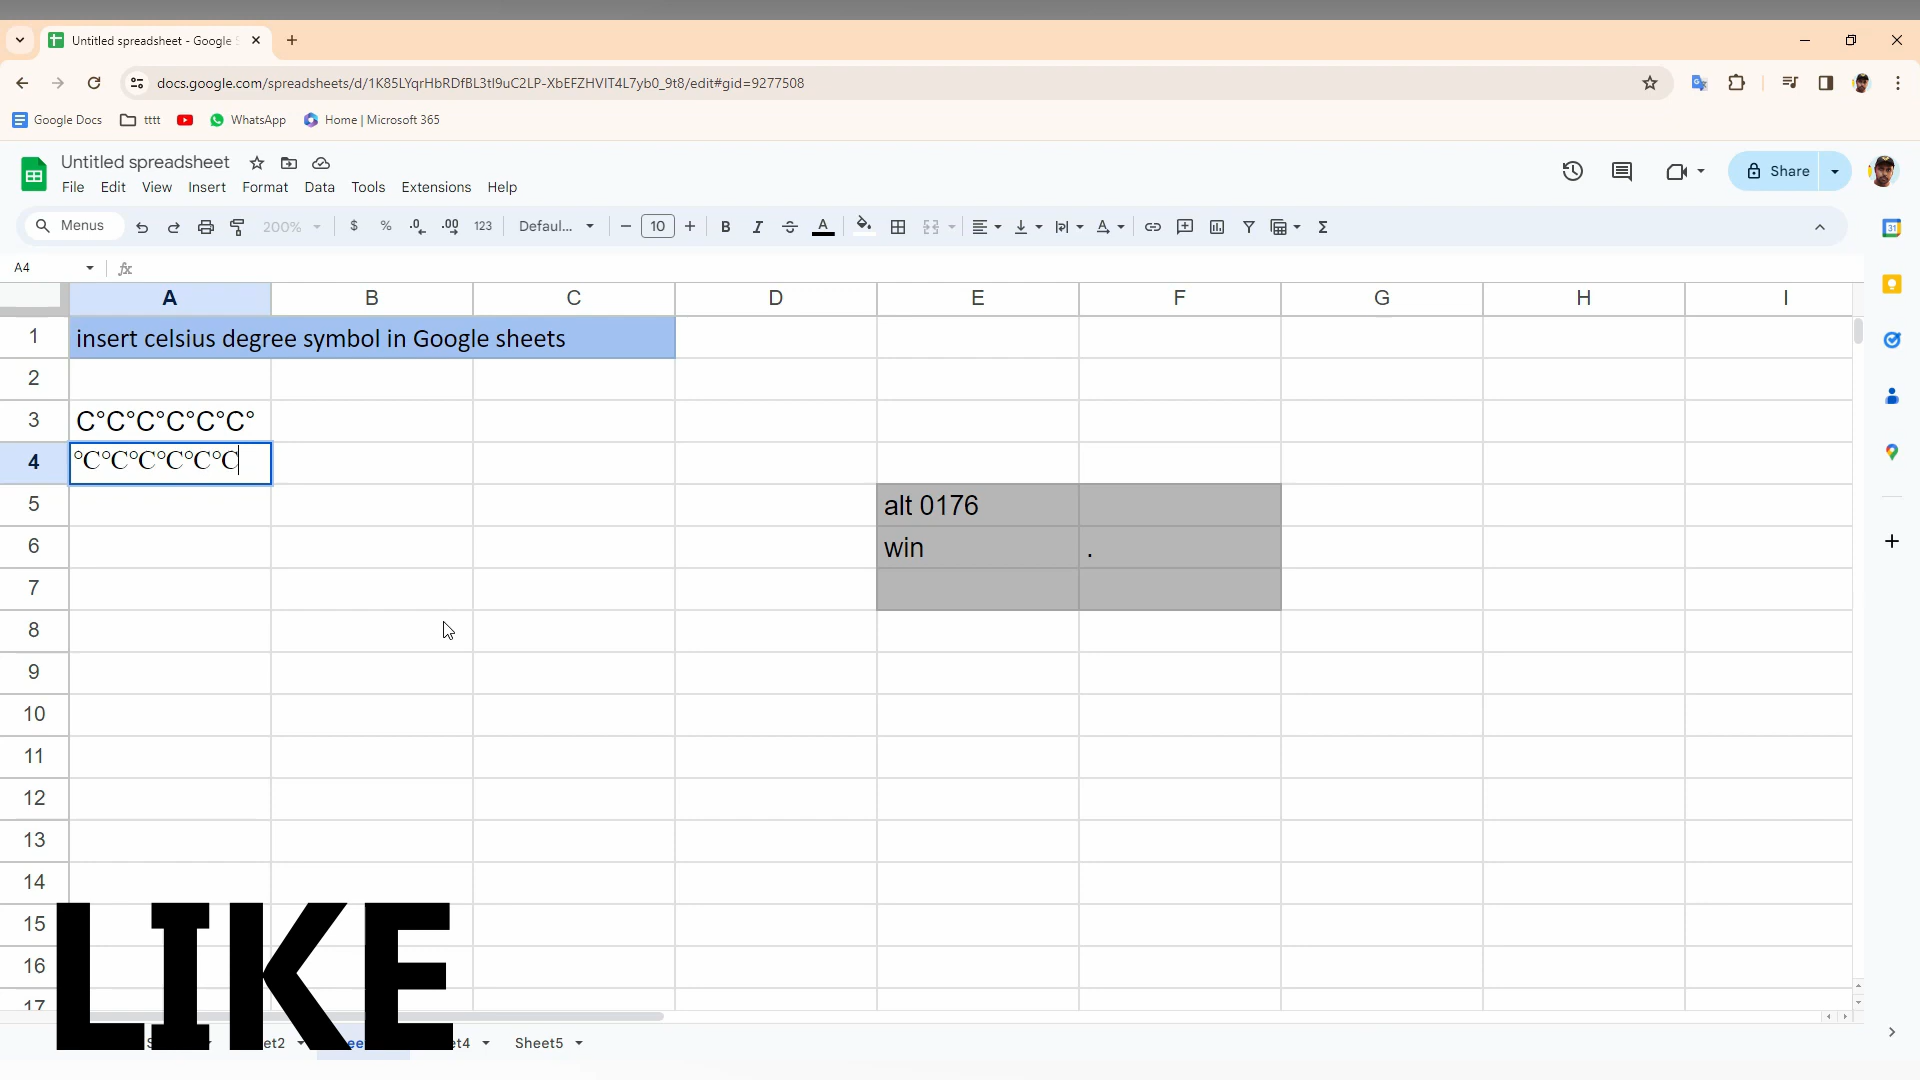 Untitled spreadsheet - Google S
docs.google.com/spreadsheets/d/1K85LYqrHbRDfBL3tI9uC2LP-XbEFZHVIT4L7yb0_9t8/edit#gid=9277508
Google Docs tttt WhatsApp Home | Microsoft 365
Untitled spreadsheet
File Edit View Insert Format Data Tools Extensions Help
Share
Menus 200% $ % .0 .00 123 Defaul... 10 B I S A Σ
31
A4 fx
A B C D E F G H I
1 insert celsius degree symbol in Google sheets
2
3 C°C°C°C°C°C°
4 ℃℃℃℃℃℃
5 alt 0176
6 win .
7
8
9
10
11
12
13
14
15
16
17
LIKE
Sheet5